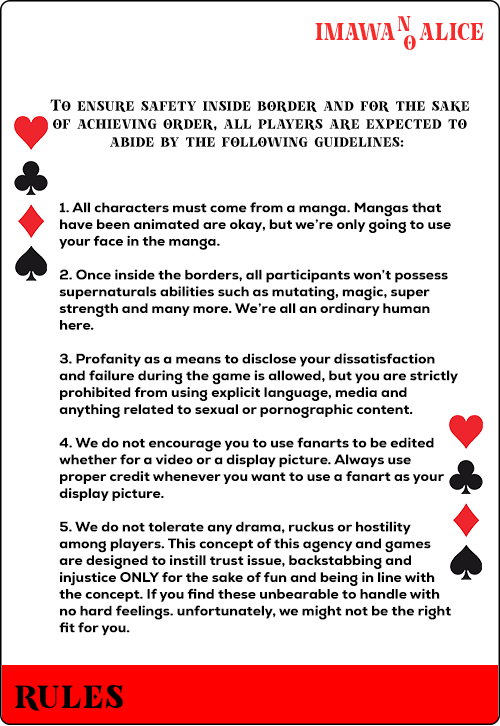 IMAWA NO ALICE
To ensure safety inside border and for the sake
of achieving order, all players are expected to
abide by the following guidelines:
1. All characters must come from a manga. Mangas that
have been animated are okay, but we're only going to use
your face in the manga.
2. Once inside the borders, all participants won't possess
supernaturals abilities such as mutating, magic, super
strength and many more. We're all an ordinary human
here.
3. Profanity as a means to disclose your dissatisfaction
and failure during the game is allowed, but you are strictly
prohibited from using explicit language, media and
anything related to sexual or pornographic content.
4. We do not encourage you to use fanarts to be edited
whether for a video or a display picture. Always use
proper credit whenever you want to use a fanart as your
display picture.
5. We do not tolerate any drama, ruckus or hostility
among players. This concept of this agency and games
are designed to instill trust issue, backstabbing and
injustice ONLY for the sake of fun and being in line with
the concept. If you find these unbearable to handle with
no hard feelings. unfortunately, we might not be the right
fit for you.
RULES